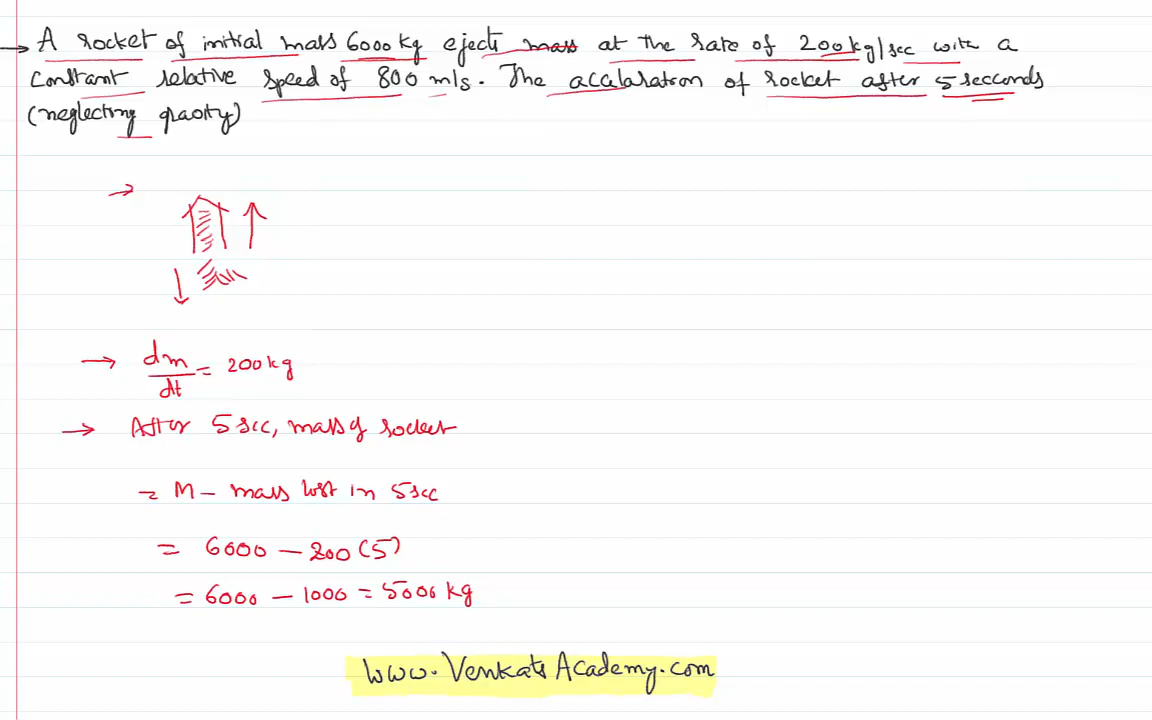 → A rocket of initial mass 6000 kg ejects mass at the rate of 200 kg/sec with a
constant relative speed of 800 m/s. The accelaration of rocket after 5 secconds
(neglecting gravity)
→
→ dm/dt = 200 kg
→ After 5 sec, mass of rocket
= M – mass lost in 5 sec
= 6000 – 200 (5)
= 6000 – 1000 = 5000 kg
www.VenkatsAcademy.com